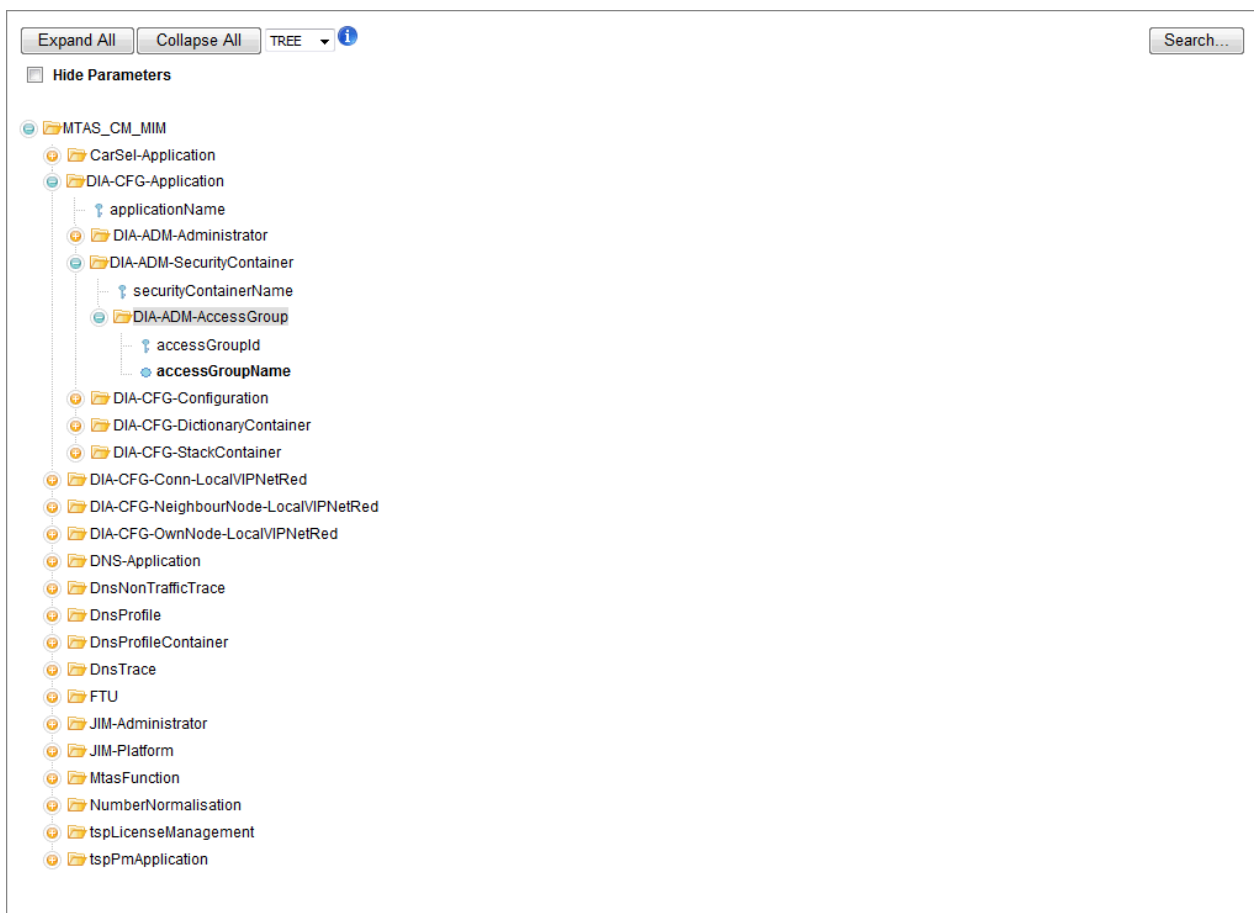 Expand All Collapse All TREE Search...
Hide Parameters
MTAS_CM_MIM
CarSel-Application
DIA-CFG-Application
applicationName
DIA-ADM-Administrator
DIA-ADM-SecurityContainer
securityContainerName
DIA-ADM-AccessGroup
accessGroupId
accessGroupName
DIA-CFG-Configuration
DIA-CFG-DictionaryContainer
DIA-CFG-StackContainer
DIA-CFG-Conn-LocalVIPNetRed
DIA-CFG-NeighbourNode-LocalVIPNetRed
DIA-CFG-OwnNode-LocalVIPNetRed
DNS-Application
DnsNonTrafficTrace
DnsProfile
DnsProfileContainer
DnsTrace
FTU
JIM-Administrator
JIM-Platform
MtasFunction
NumberNormalisation
tspLicenseManagement
tspPmApplication